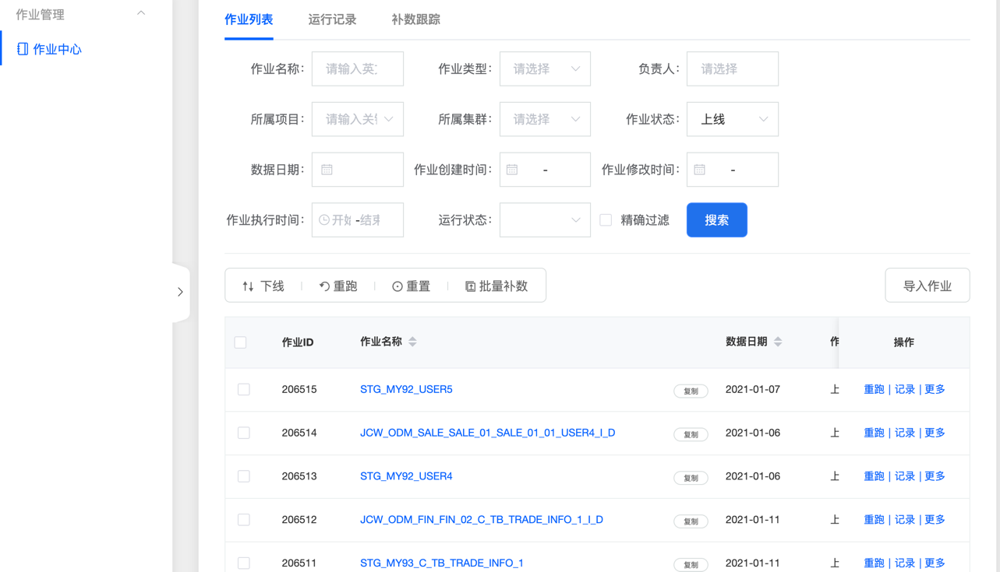 作业管理
作业中心
作业列表 运行记录 补数跟踪
作业名称: 请输入英 作业类型: 请选择 负责人: 请选择
所属项目: 请输入关 所属集群: 请选择 作业状态: 上线
数据日期: 作业创建时间: - 作业修改时间: -
作业执行时间: 开始 -结束 运行状态: 精确过滤 搜索
下线 重跑 重置 批量补数 导入作业
作业ID 作业名称 数据日期 作 操作
206515 STG_MY92_USER5 复制 2021-01-07 上 重跑 | 记录 | 更多
206514 JCW_ODM_SALE_SALE_01_SALE_01_01_USER4_I_D 复制 2021-01-06 上 重跑 | 记录 | 更多
206513 STG_MY92_USER4 复制 2021-01-06 上 重跑 | 记录 | 更多
206512 JCW_ODM_FIN_FIN_02_C_TB_TRADE_INFO_1_I_D 复制 2021-01-11 上 重跑 | 记录 | 更多
206511 STG_MY93_C_TB_TRADE_INFO_1 复制 2021-01-11 上 重跑 | 记录 | 更多